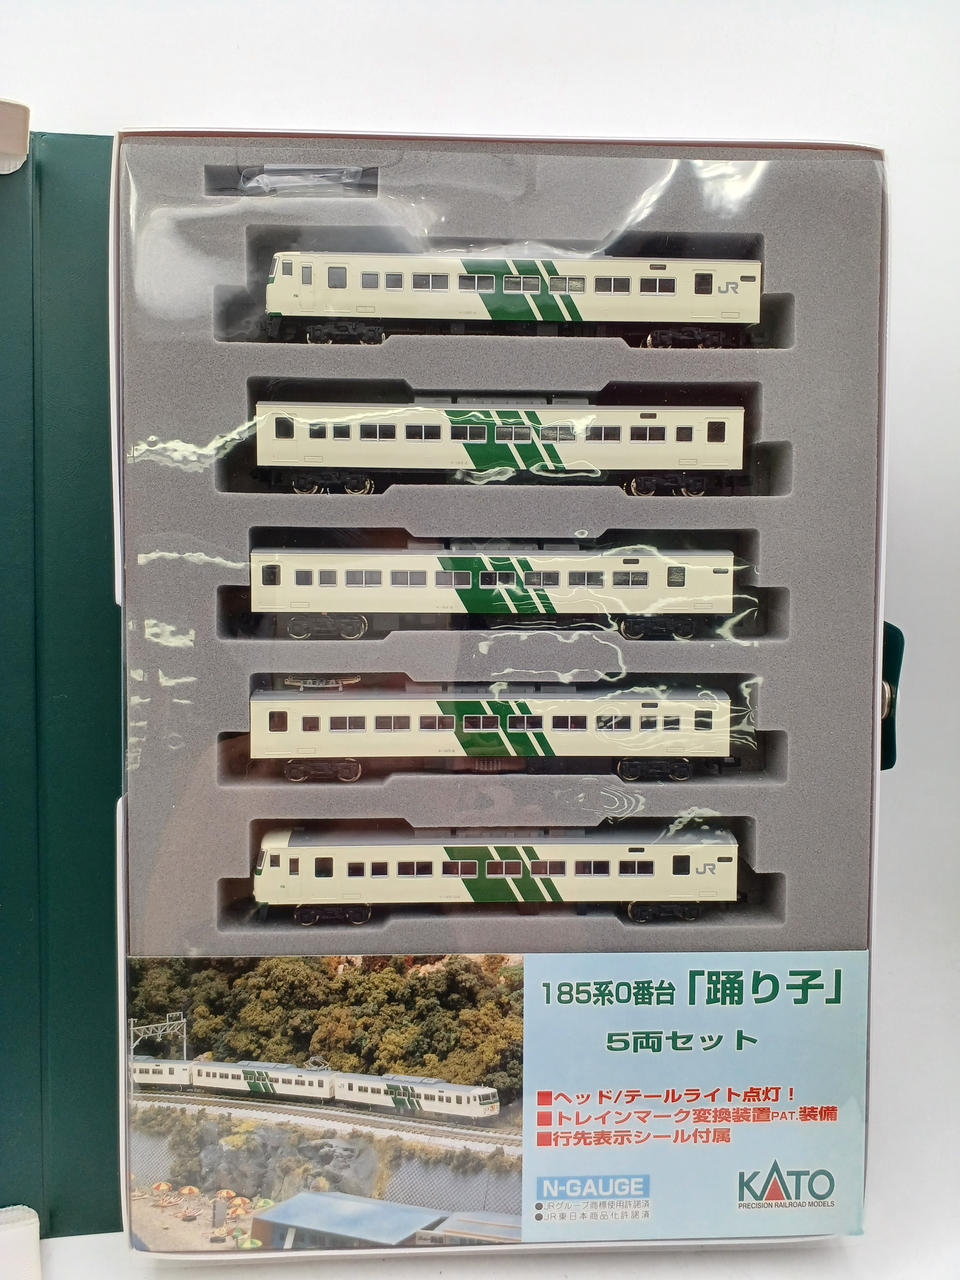 JR
JR
185系0番台「踊り子」
5両セット
■ヘッド/テールライト点灯!
■トレインマーク変換装置PAT.装備
■行先表示シール付属
N-GAUGE
●JRグループ商標使用許諾済
●JR東日本商品化許諾済
KATO
PRECISION RAILROAD MODELS